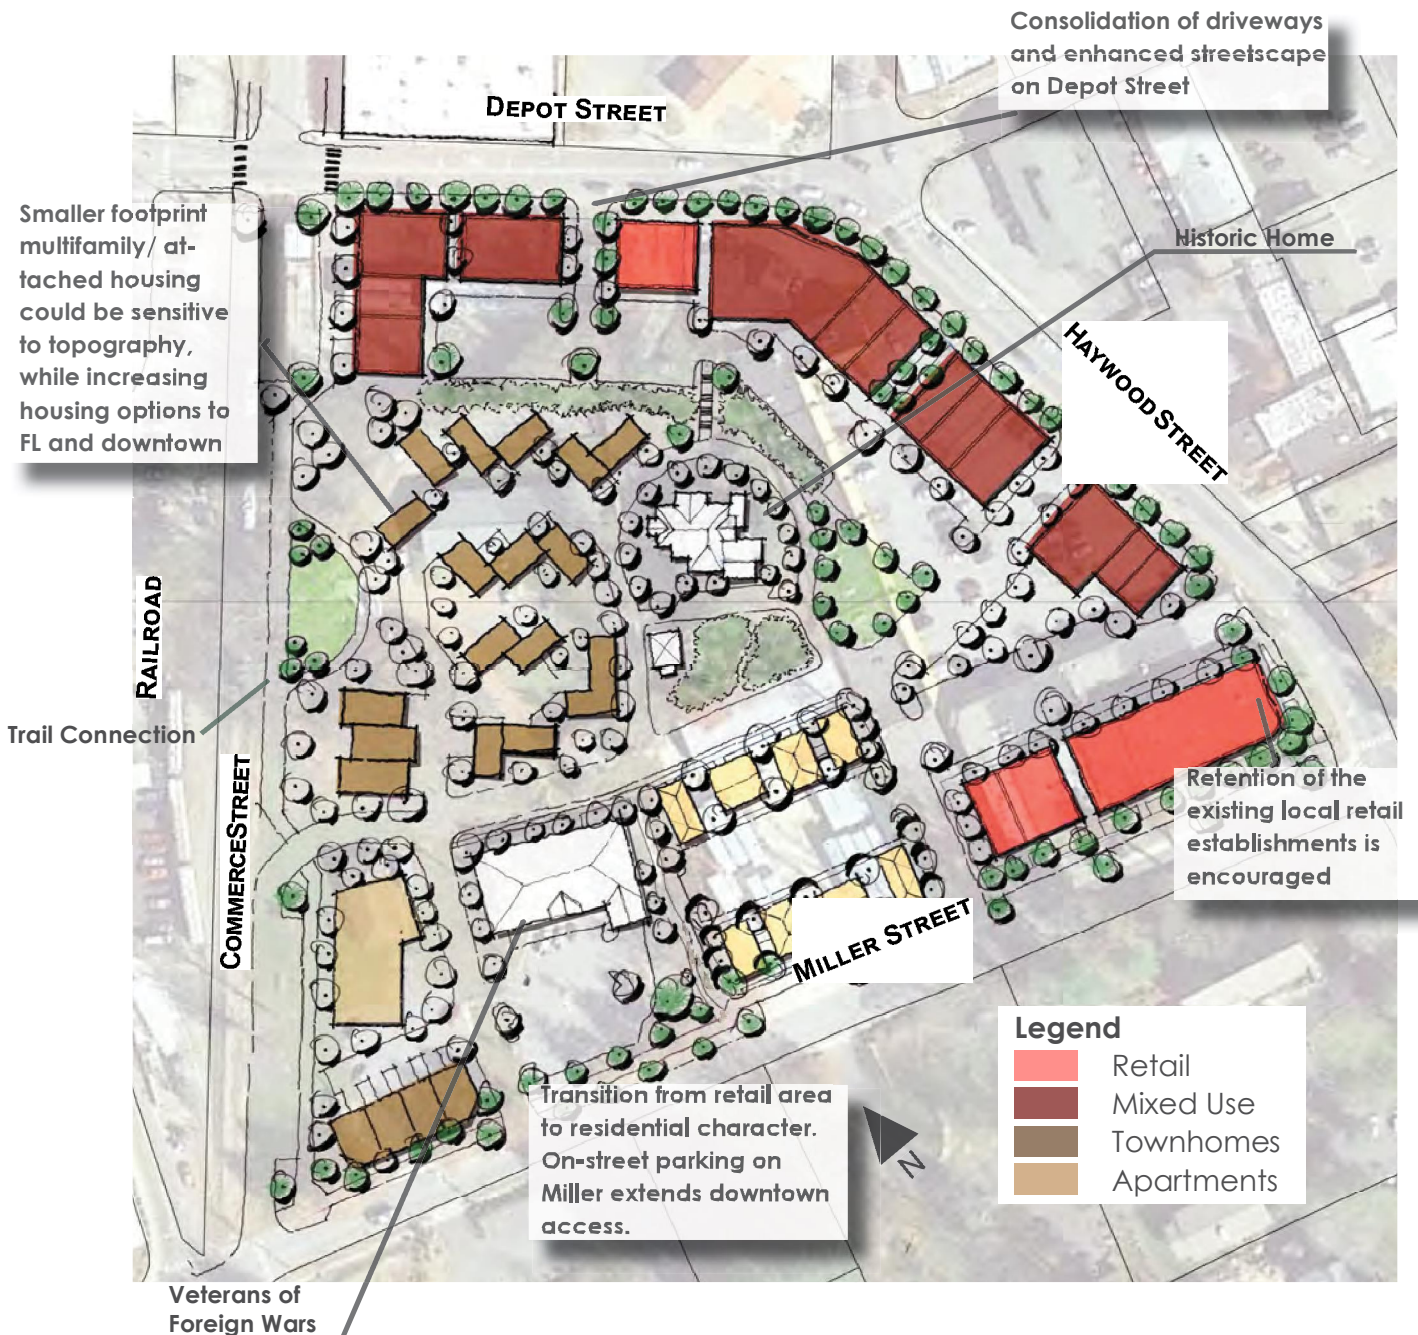 Consolidation of driveways
and enhanced streetscape
on Depot Street
DEPOT STREET
Smaller footprint
multifamily/ at-
tached housing
could be sensitive
to topography,
while increasing
housing options to
FL and downtown
Historic Home
HAYWOOD STREET
RAILROAD
Trail Connection
COMMERCESTREET
Retention of the
existing local retail
establishments is
encouraged
MILLER STREET
Legend
Retail
Mixed Use
Townhomes
Apartments
Transition from retail area
to residential character.
On-street parking on
Miller extends downtown
access.
N
Veterans of
Foreign Wars